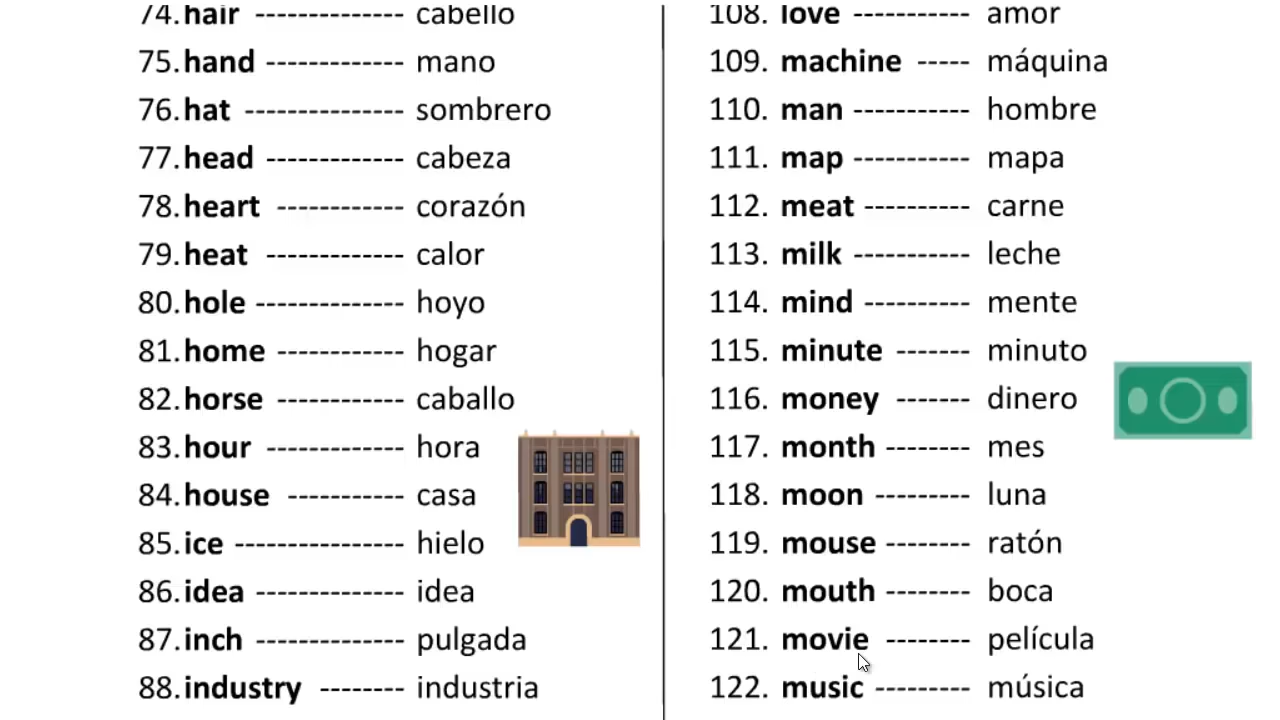 74. hair ------------- cabello
75. hand ------------- mano
76. hat --------------- sombrero
77. head ------------- cabeza
78. heart ------------ corazón
79. heat ------------- calor
80. hole -------------- hoyo
81. home ------------ hogar
82. horse ------------ caballo
83. hour ------------- hora
84. house ----------- casa
85. ice ---------------- hielo
86. idea -------------- idea
87. inch -------------- pulgada
88. industry -------- industria
108. love ----------- amor
109. machine ----- máquina
110. man ----------- hombre
111. map ----------- mapa
112. meat ---------- carne
113. milk ----------- leche
114. mind ---------- mente
115. minute ------- minuto
116. money ------- dinero
117. month -------- mes
118. moon --------- luna
119. mouse -------- ratón
120. mouth -------- boca
121. movie -------- película
122. music --------- música